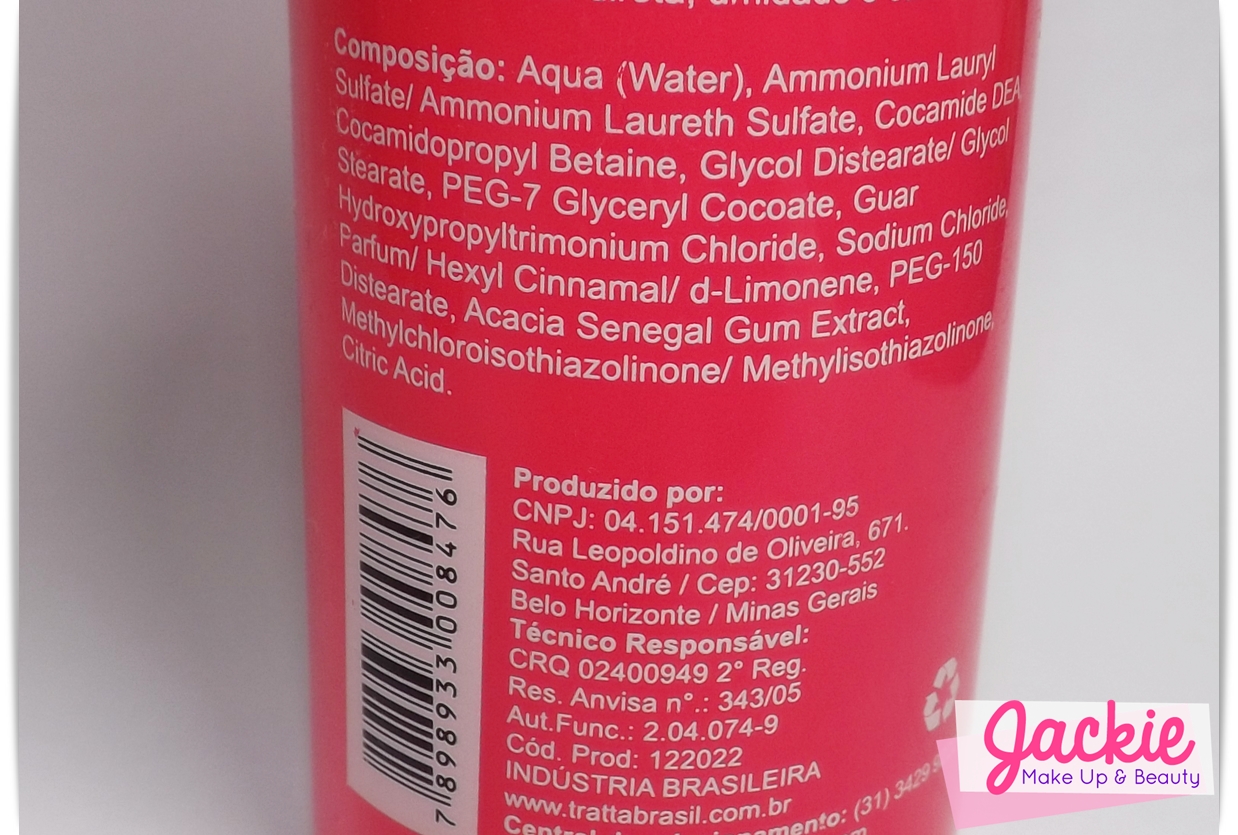 Composição: Aqua (Water), Ammonium Lauryl
Sulfate/ Ammonium Laureth Sulfate, Cocamide DEA
Cocamidopropyl Betaine, Glycol Distearate/ Glycol
Stearate, PEG-7 Glyceryl Cocoate, Guar
Hydroxypropyltrimonium Chloride, Sodium Chloride,
Parfum/ Hexyl Cinnamal/ d-Limonene, PEG-150
Distearate, Acacia Senegal Gum Extract,
Methylchloroisothiazolinone/ Methylisothiazolinone,
Citric Acid.
7 898933 008476
Produzido por:
CNPJ: 04.151.474/0001-95
Rua Leopoldino de Oliveira, 671.
Santo André / Cep: 31230-552
Belo Horizonte / Minas Gerais
Técnico Responsável:
CRQ 02400949 2° Reg.
Res. Anvisa n°.: 343/05
Aut.Func.: 2.04.074-9
Cód. Prod: 122022
INDÚSTRIA BRASILEIRA
www.trattabrasil.com.br
(31) 3429
Jackie
Make Up & Beauty